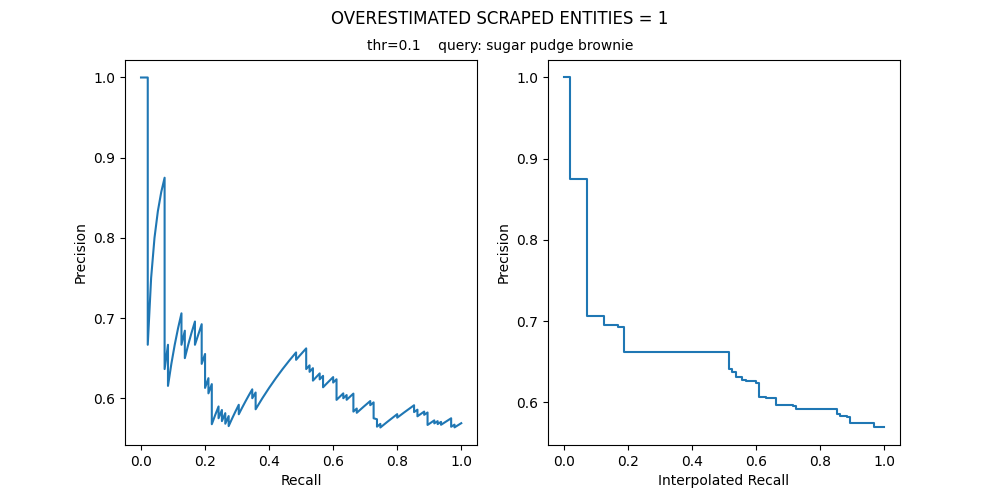 OVERESTIMATED SCRAPED ENTITIES = 1
thr=0.1 query: sugar pudge brownie
1.0
0.9
0.8
0.7
0.6
Precision
0.0 0.2 0.4 0.6 0.8 1.0
Recall
1.0
0.9
0.8
0.7
0.6
Precision
0.0 0.2 0.4 0.6 0.8 1.0
Interpolated Recall